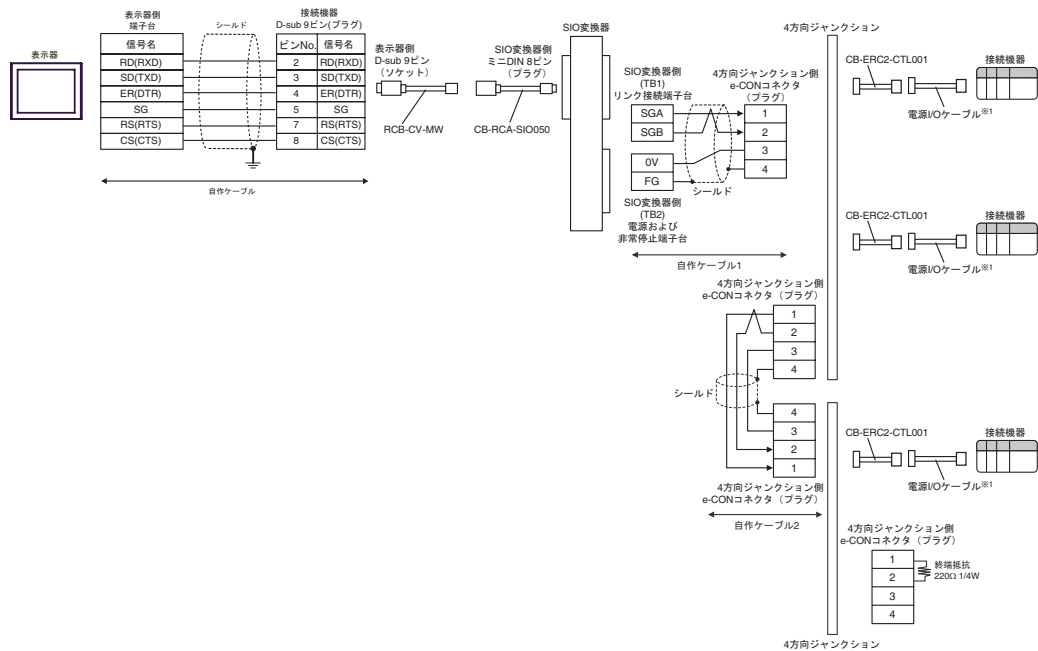 表示器
表示器側
端子台
信号名
RD(RXD)
SD(TXD)
ER(DTR)
SG
RS(RTS)
CS(CTS)
シールド
接続機器
D-sub 9ピン(プラグ)
ピンNo. 信号名
2 RD(RXD)
3 SD(TXD)
4 ER(DTR)
5 SG
7 RS(RTS)
8 CS(CTS)
自作ケーブル
表示器側
D-sub 9ピン
（ソケット）
RCB-CV-MW
SIO変換器側
ミニDIN 8ピン
（プラグ）
CB-RCA-SIO050
SIO変換器
SIO変換器側
(TB1)
リンク接続端子台
SGA
SGB
0V
FG
SIO変換器側
(TB2)
電源および
非常停止端子台
シールド
4方向ジャンクション側
e-CONコネクタ
（プラグ）
1
2
3
4
自作ケーブル1
4方向ジャンクション側
e-CONコネクタ（プラグ）
1
2
3
4
シールド
4
3
2
1
4方向ジャンクション側
e-CONコネクタ（プラグ）
自作ケーブル2
4方向ジャンクション
CB-ERC2-CTL001
接続機器
電源I/Oケーブル※1
CB-ERC2-CTL001
接続機器
電源I/Oケーブル※1
CB-ERC2-CTL001
接続機器
電源I/Oケーブル※1
4方向ジャンクション側
e-CONコネクタ（プラグ）
1
2
3
4
終端抵抗
220Ω 1/4W
4方向ジャンクション